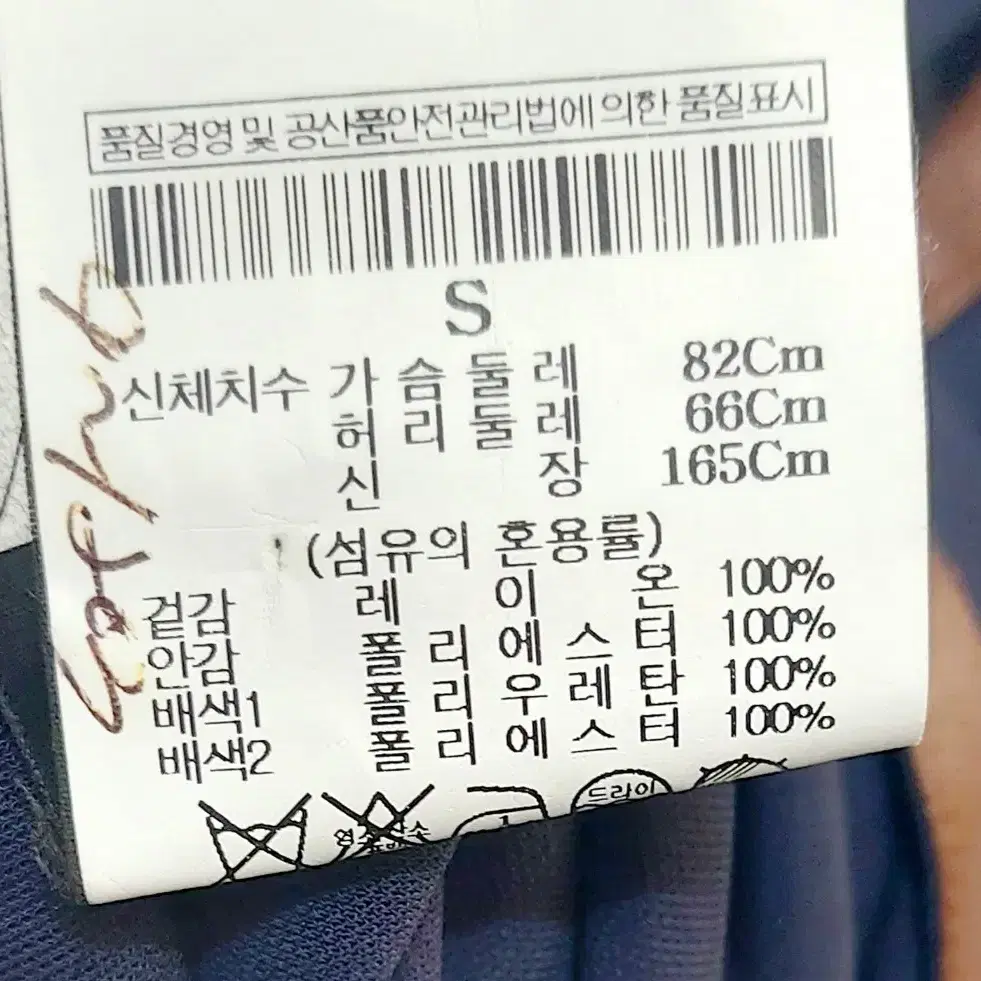 품질경영 및 공산품안전관리법에 의한 품질표시
S
신체치수 가 슴 둘 레 82Cm
허 리 둘 레 66Cm
신 장 165Cm
(섬유의 혼용률)
겉감 레 이 온 100%
안감 폴 리 에 스 터 100%
배색1 폴 리 우 레 탄 100%
배색2 폴 리 에 스 터 100%
드라이